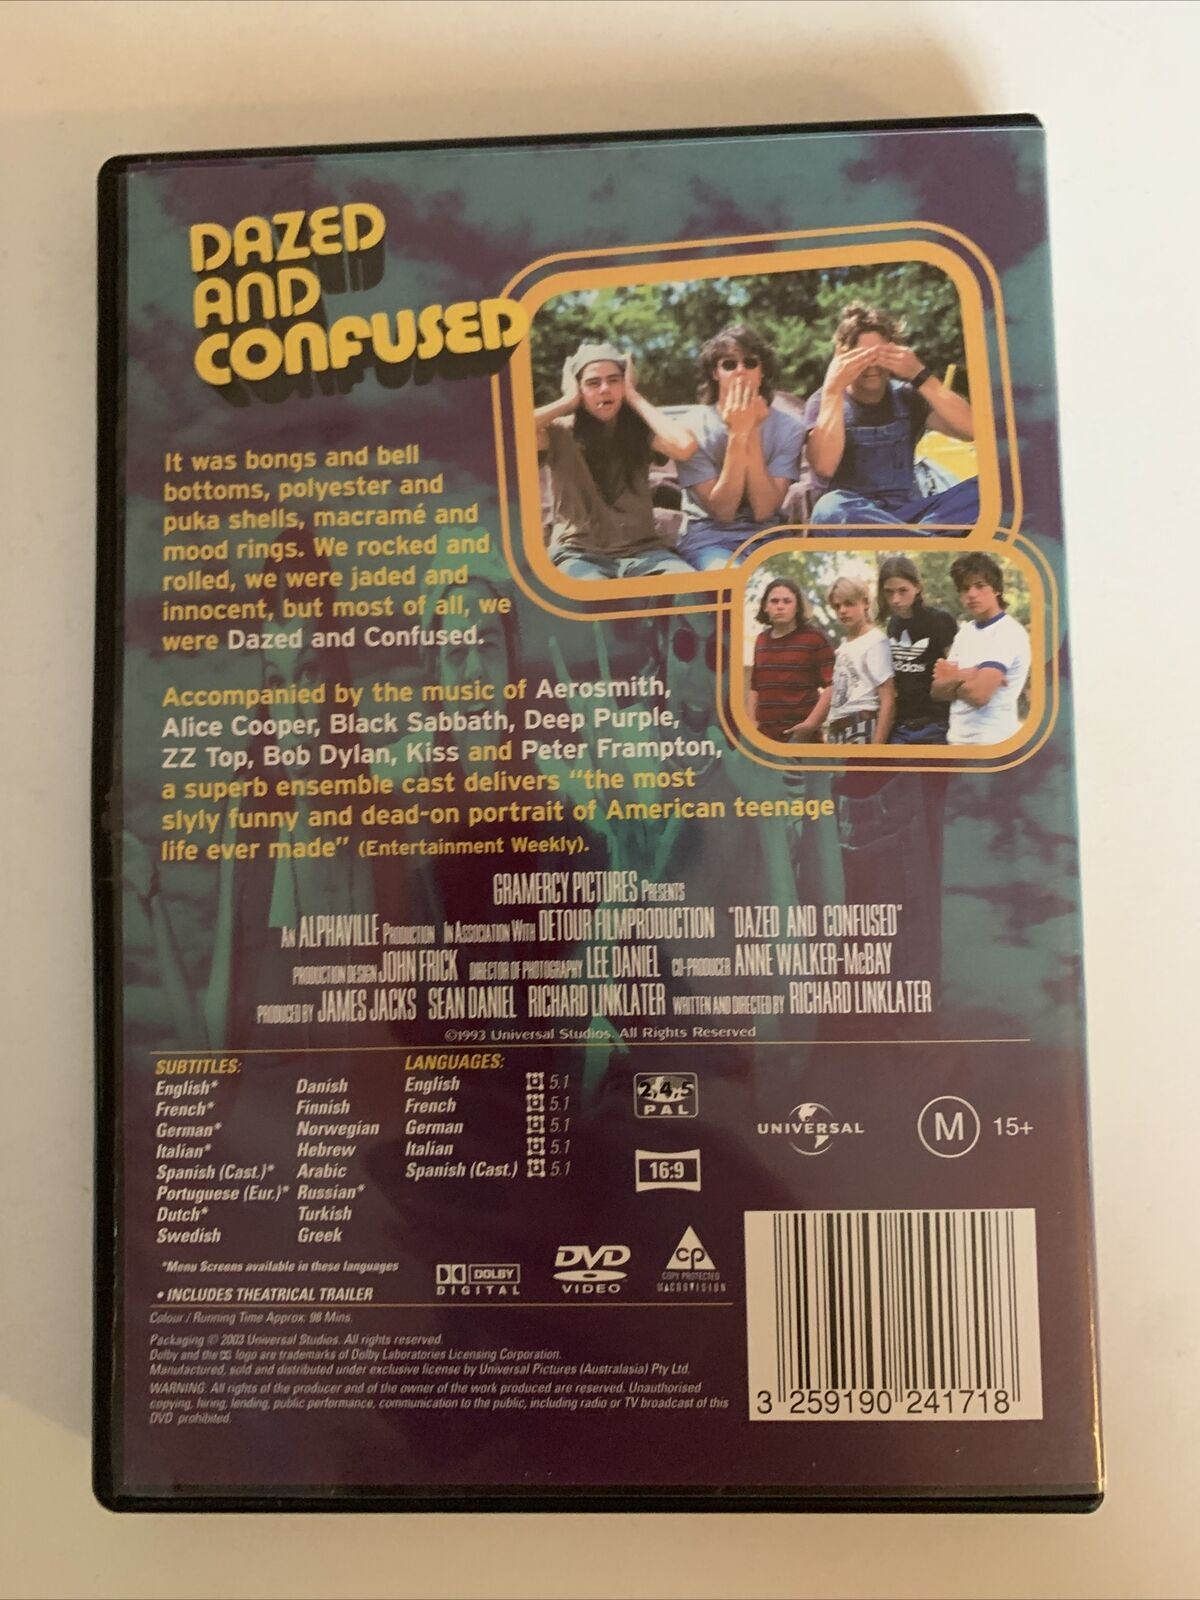 DAZED
AND
CONFUSED
It was bongs and bell
bottoms, polyester and
puka shells, macramé and
mood rings. We rocked and
rolled, we were jaded and
innocent, but most of all, we
were Dazed and Confused.
Accompanied by the music of Aerosmith,
Alice Cooper, Black Sabbath, Deep Purple,
ZZ Top, Bob Dylan, Kiss and Peter Frampton,
a superb ensemble cast delivers "the most
slyly funny and dead-on portrait of American teenage
life ever made" (Entertainment Weekly).
adidas
GRAMERCY PICTURES PRESENTS
AN ALPHAVILLE PRODUCTION IN ASSOCIATION WITH DETOUR FILMPRODUCTION "DAZED AND CONFUSED"
PRODUCTION DESIGN JOHN FRICK DIRECTOR OF PHOTOGRAPHY LEE DANIEL CO-PRODUCER ANNE WALKER-McBAY
PRODUCED BY JAMES JACKS SEAN DANIEL RICHARD LINKLATER WRITTEN AND DIRECTED BY RICHARD LINKLATER
©1993 Universal Studios. All Rights Reserved
SUBTITLES:
English*
French*
German*
Italian*
Spanish (Cast.)*
Portuguese (Eur.)*
Dutch*
Swedish
Danish
Finnish
Norwegian
Hebrew
Arabic
Russian*
Turkish
Greek
LANGUAGES:
English 5.1
French 5.1
German 5.1
Italian 5.1
Spanish (Cast.) 5.1
2,4,5
PAL
16:9
UNIVERSAL
M 15+
*Menu Screens available in these languages
• INCLUDES THEATRICAL TRAILER
DOLBY
DIGITAL
DVD
VIDEO
cp
COPY PROTECTED
MACROVISION
Colour / Running Time Approx: 98 Mins.
Packaging © 2003 Universal Studios. All rights reserved.
Dolby and the DD logo are trademarks of Dolby Laboratories Licensing Corporation.
Manufactured, sold and distributed under exclusive license by Universal Pictures (Australasia) Pty Ltd.
WARNING: All rights of the producer and of the owner of the work produced are reserved. Unauthorised
copying, hiring, lending, public performance, communication to the public, including radio or TV broadcast of this
DVD prohibited.
3 259190 241718